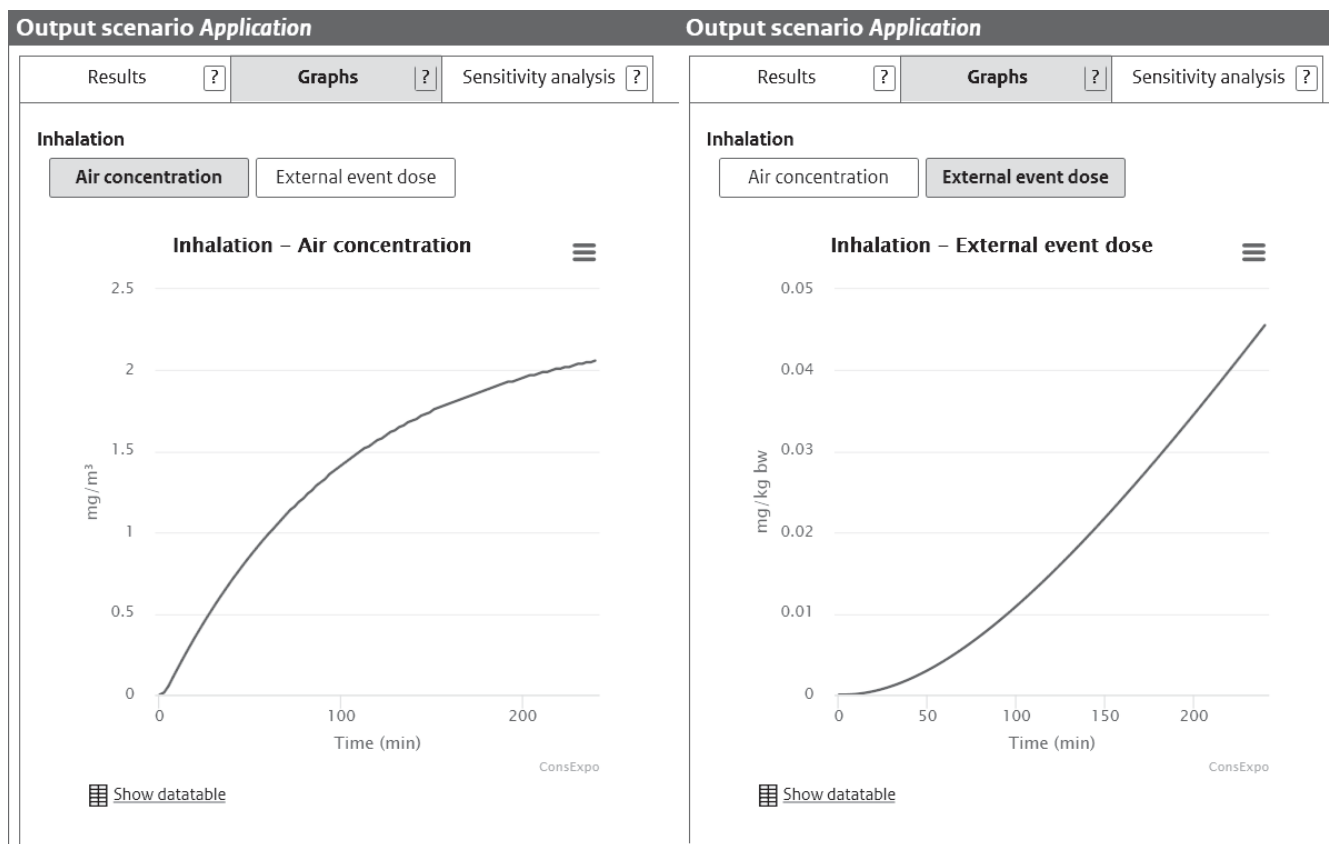 Output scenario Application
Results ? Graphs ? Sensitivity analysis ?
Inhalation
Air concentration External event dose
Inhalation – Air concentration
2.5
2
1.5
1
0.5
0
mg/m³
0 100 200
Time (min)
ConsExpo
Show datatable
Output scenario Application
Results ? Graphs ? Sensitivity analysis ?
Inhalation
Air concentration External event dose
Inhalation – External event dose
0.05
0.04
0.03
0.02
0.01
0
mg/kg bw
0 50 100 150 200
Time (min)
ConsExpo
Show datatable